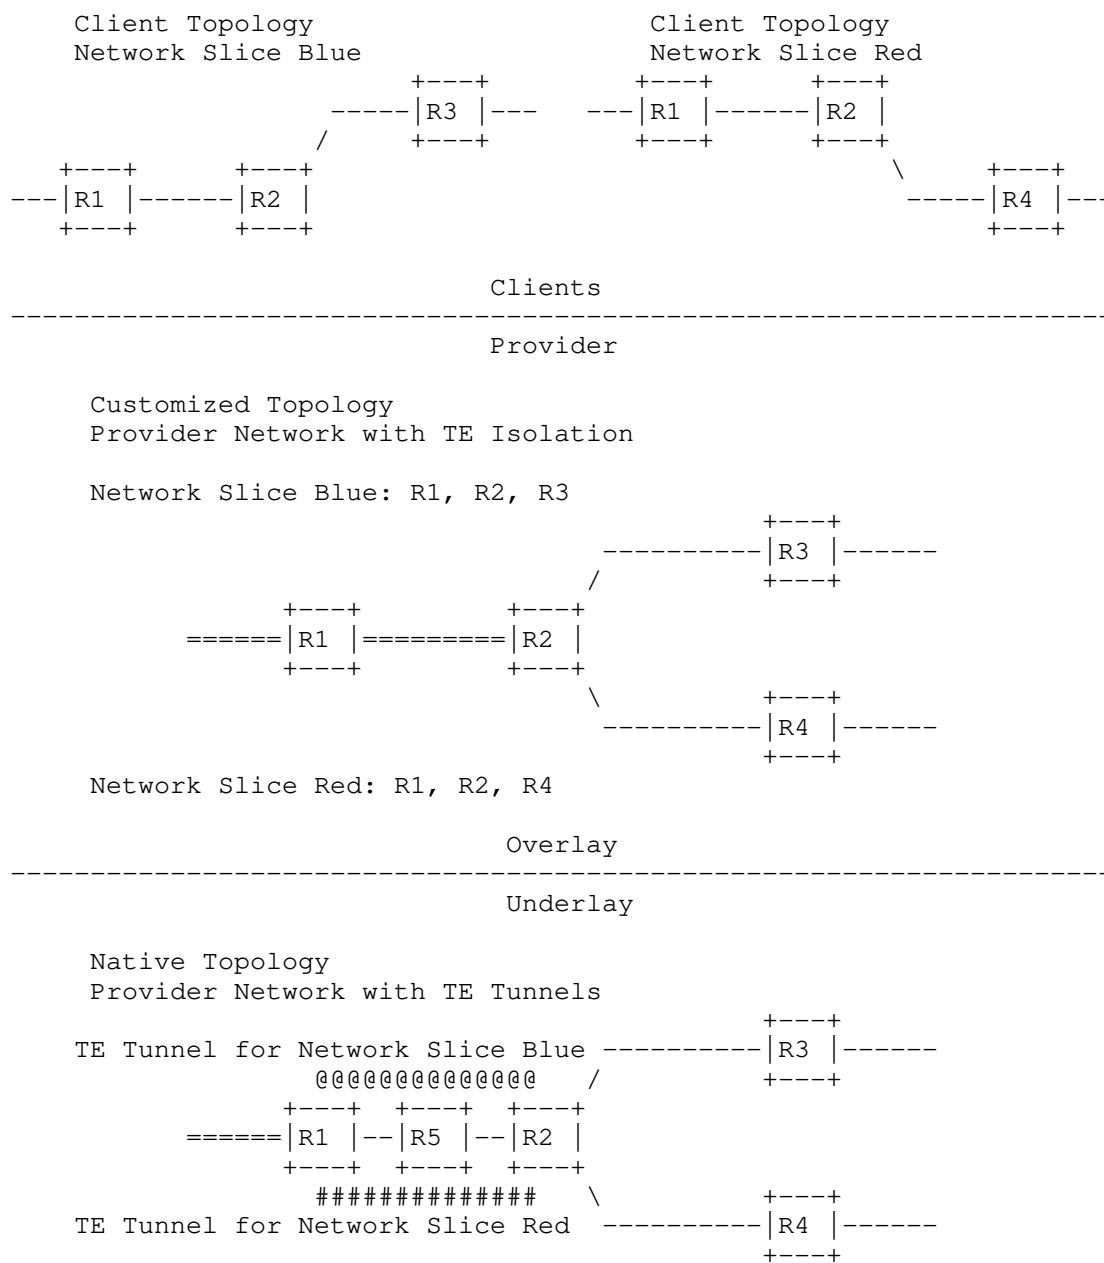 Client Topology                    Client Topology
Network Slice Blue                  Network Slice Red
                         +---+         +---+      +---+
                    -----|R3 |---   ---|R1 |------|R2 |
                   /     +---+         +---+      +---+
   +---+      +---+                                    \     +---+
---|R1 |------|R2 |                                     -----|R4 |---
   +---+      +---+                                          +---+
                              Clients
---------------------------------------------------------------------
                              Provider
     Customized Topology
     Provider Network with TE Isolation
     Network Slice Blue: R1, R2, R3
                                               +---+
                                     ----------|R3 |------
                                    /          +---+
                 +---+         +---+
           ======|R1 |=========|R2 |
                 +---+         +---+
                                    \          +---+
                                     ----------|R4 |------
                                               +---+
     Network Slice Red: R1, R2, R4
                               Overlay
---------------------------------------------------------------------
                               Underlay
     Native Topology
     Provider Network with TE Tunnels
                                               +---+
    TE Tunnel for Network Slice Blue ----------|R3 |------
                   @@@@@@@@@@@@@@   /          +---+
                 +---+  +---+  +---+
           ======|R1 |--|R5 |--|R2 |
                 +---+  +---+  +---+
                   ##############   \          +---+
    TE Tunnel for Network Slice Red  ----------|R4 |------
                                               +---+